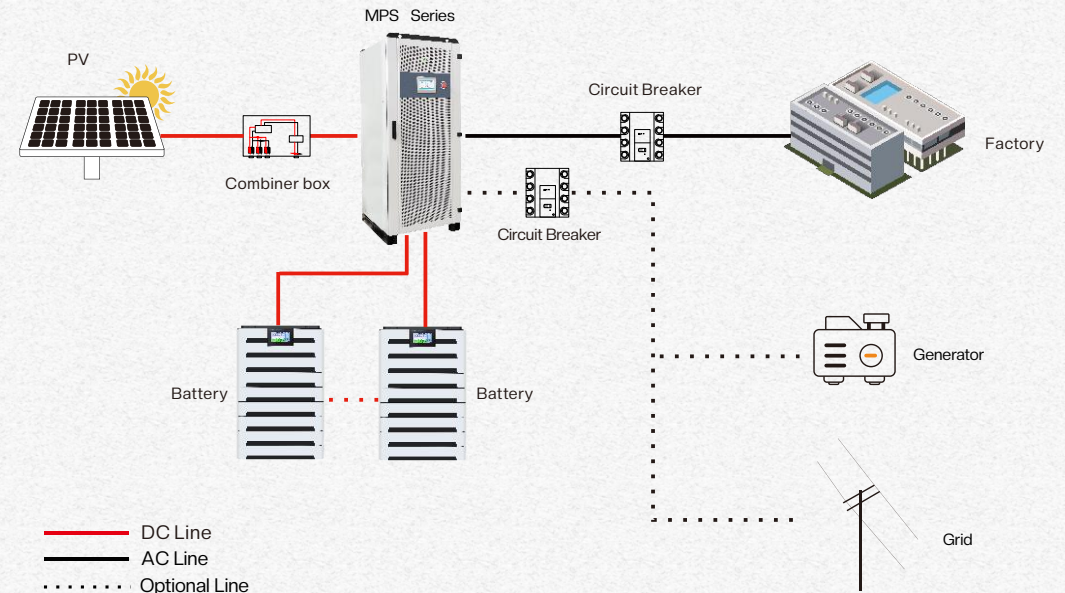 MPS Series
PV
Circuit Breaker
Factory
Combiner box
Circuit Breaker
Generator
Battery
Battery
DC Line
AC Line
Optional Line
Grid